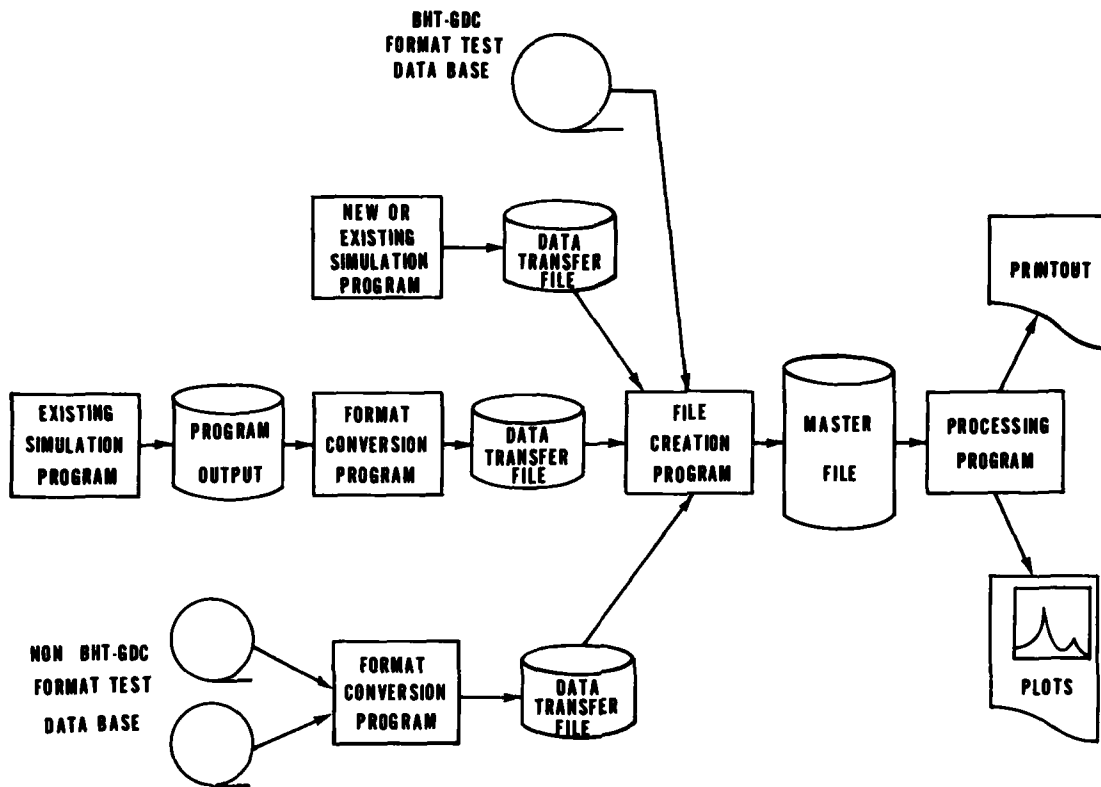 BHT-GDC
FORMAT TEST
DATA BASE
NEW OR
EXISTING
SIMULATION
PROGRAM
DATA
TRANSFER
FILE
PRINTOUT
EXISTING
SIMULATION
PROGRAM
PROGRAM
OUTPUT
FORMAT
CONVERSION
PROGRAM
DATA
TRANSFER
FILE
FILE
CREATION
PROGRAM
MASTER
FILE
PROCESSING
PROGRAM
NON BHT-GDC
FORMAT TEST
DATA BASE
FORMAT
CONVERSION
PROGRAM
DATA
TRANSFER
FILE
PLOTS